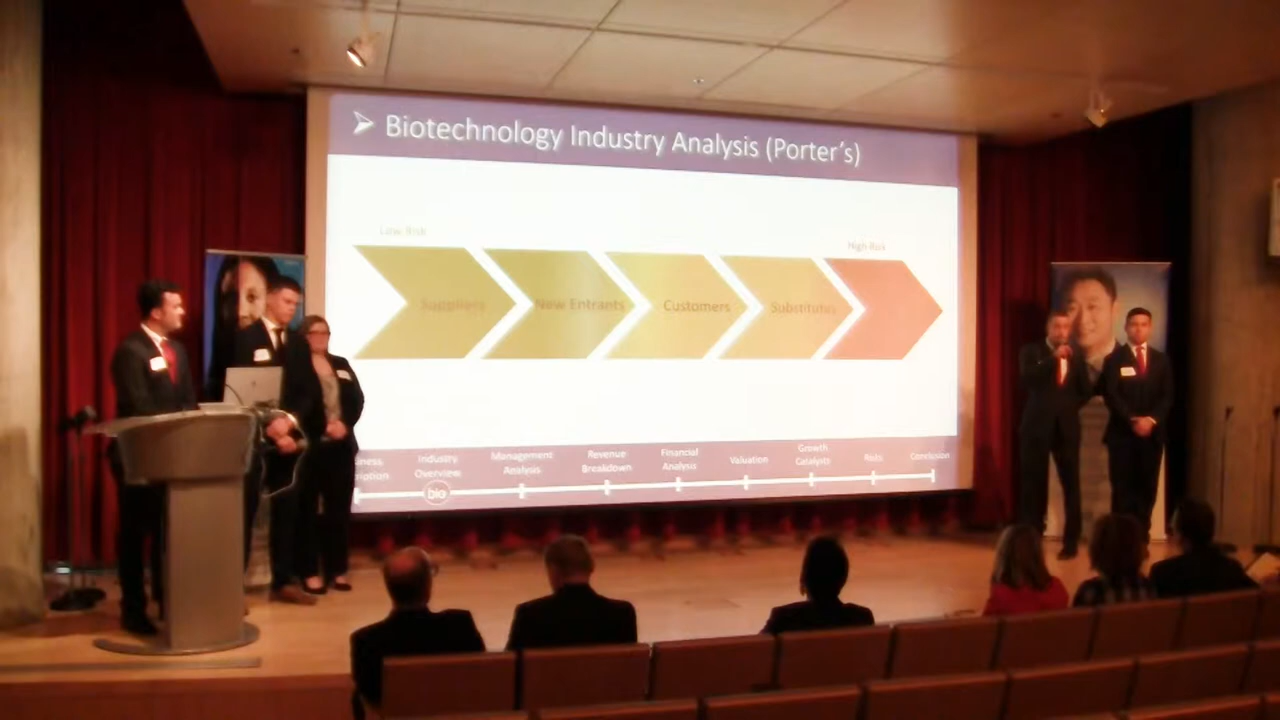 Biotechnology Industry Analysis (Porter's)
Low Risk
High Risk
Suppliers
New Entrants
Customers
Substitutes
Industry
Overview
Management
Analysis
Revenue
Breakdown
Financial
Analysis
Valuation
Growth
Catalysts
Risks
Conclusion
bio